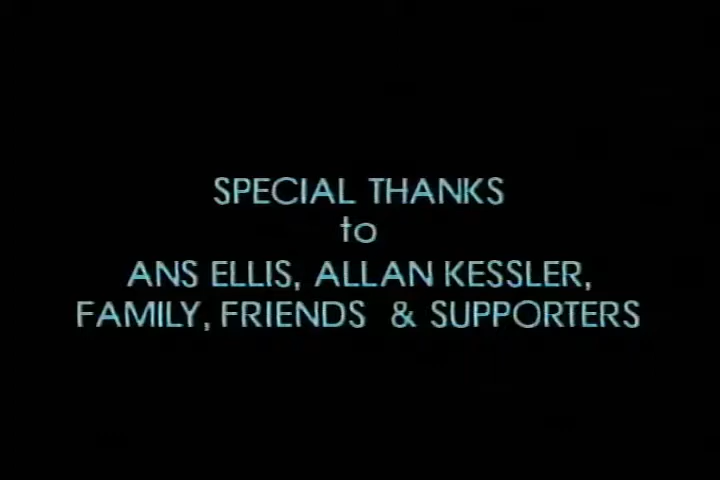 SPECIAL THANKS
to
ANS ELLIS, ALLAN KESSLER,
FAMILY, FRIENDS & SUPPORTERS